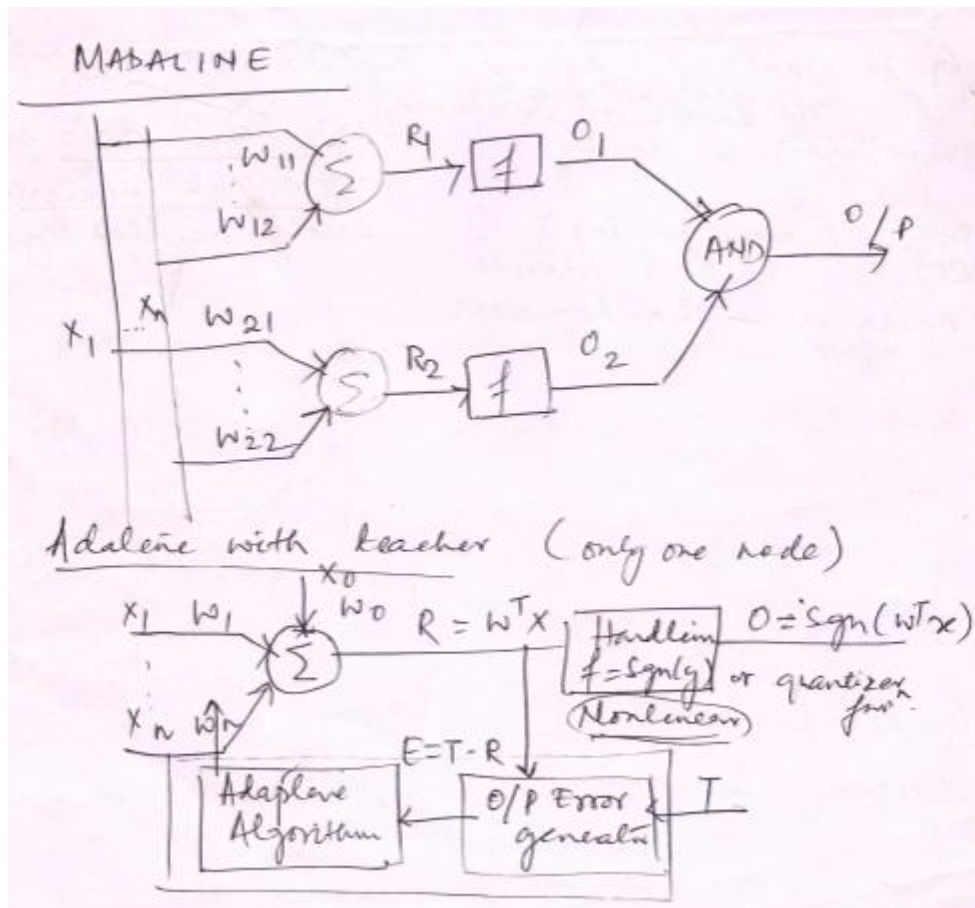 MADALINE
W11 Σ R1 f O1
W12
AND O/P
X1 ... Xn W21 Σ R2 f O2
W22
Adaline with teacher (only one node)
X0
X1 W1 W0 R = W^T X Hardlim O = Sgn(W^T x)
Σ f = Sgn(y) or quantizer
Xn Wn Nonlinear
E = T - R
Adaptive O/P Error T
Algorithm generator